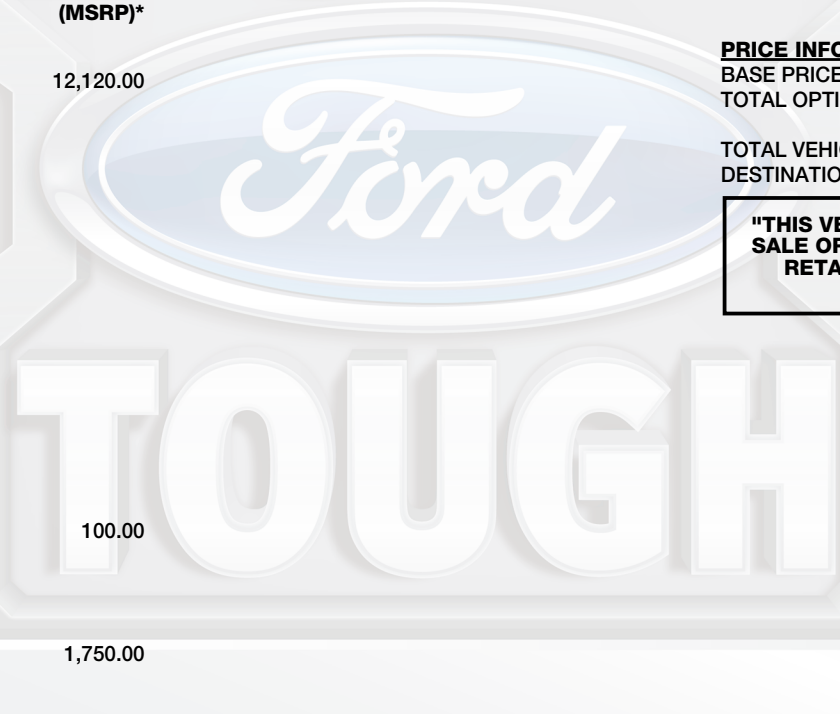 (MSRP)*
12,120.00
100.00
1,750.00
PRICE INFO
BASE PRICE
TOTAL OPTI
TOTAL VEHI
DESTINATIO
"THIS VE
SALE OF
RETA
Ford
TOUGH